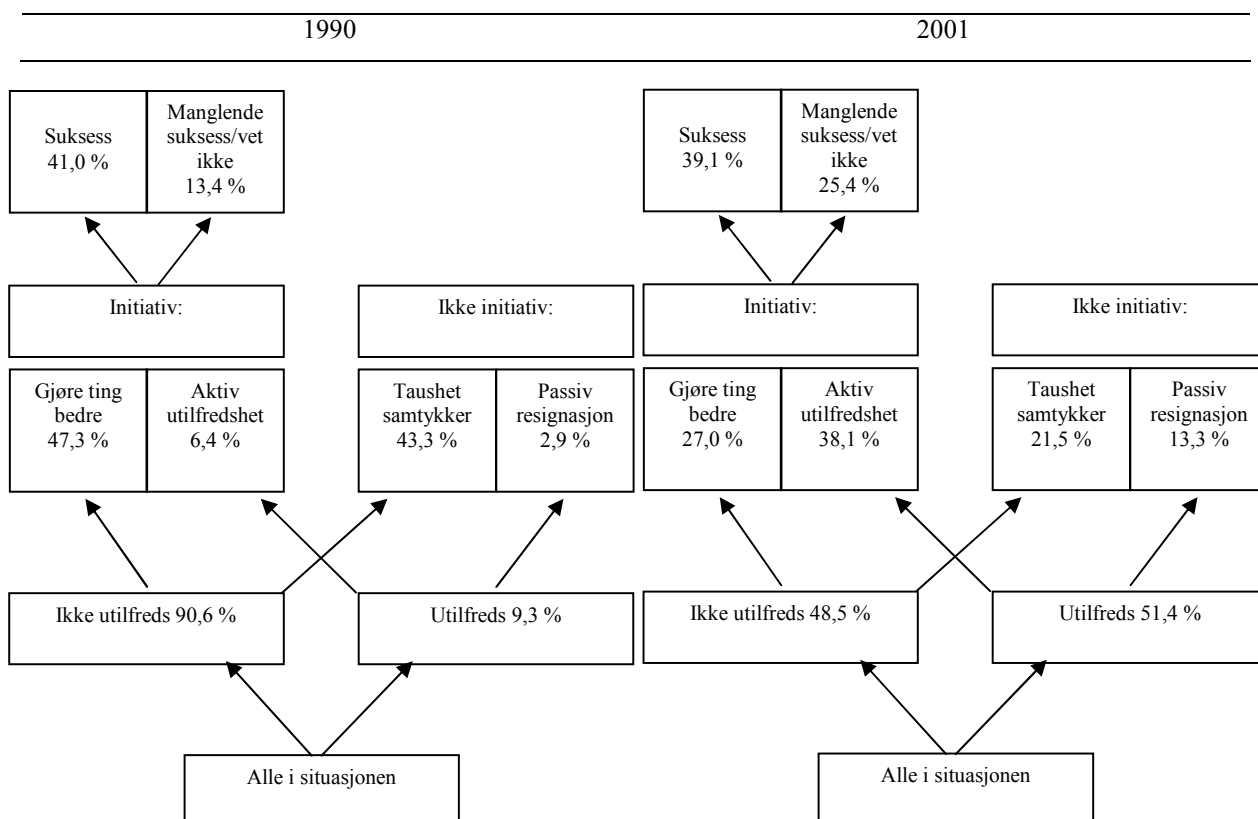 1990
2001
Suksess
41,0 %
Manglende
suksess/vet
ikke
13,4 %
Suksess
39,1 %
Manglende
suksess/vet
ikke
25,4 %
Initiativ:
Ikke initiativ:
Initiativ:
Ikke initiativ:
Gjøre ting
bedre
47,3 %
Aktiv
utilfredshet
6,4 %
Taushet
samtykker
43,3 %
Passiv
resignasjon
2,9 %
Gjøre ting
bedre
27,0 %
Aktiv
utilfredshet
38,1 %
Taushet
samtykker
21,5 %
Passiv
resignasjon
13,3 %
Ikke utilfreds 90,6 %
Utilfreds 9,3 %
Ikke utilfreds 48,5 %
Utilfreds 51,4 %
Alle i situasjonen
Alle i situasjonen